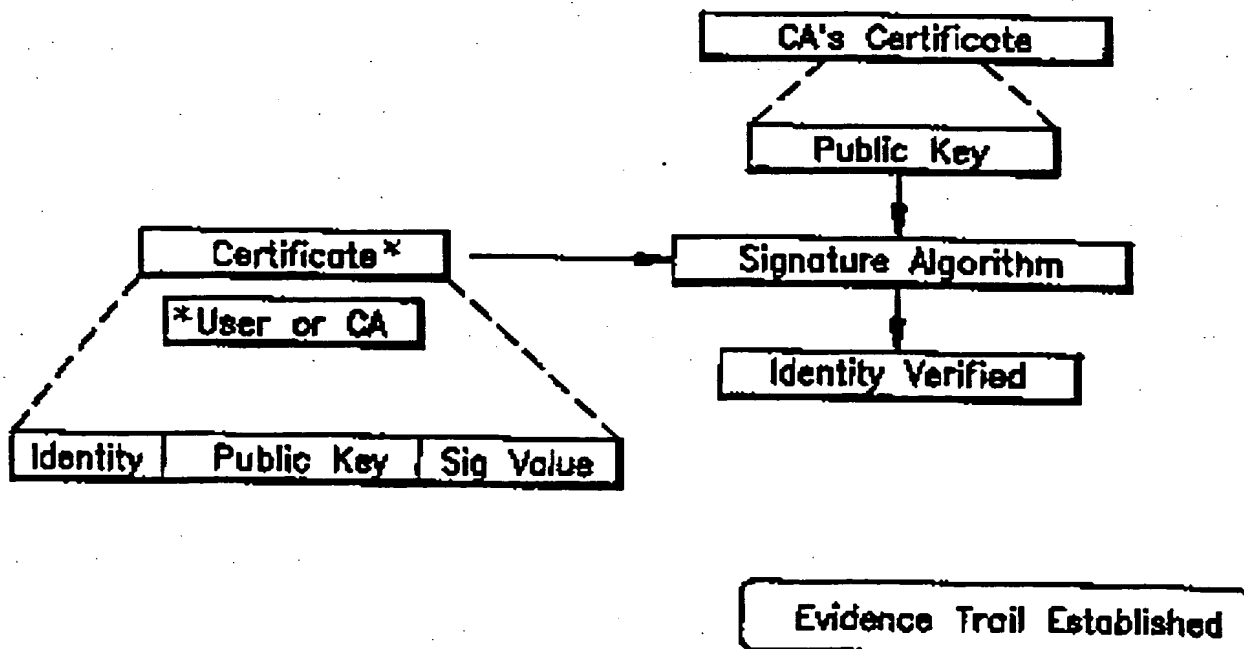 CA's Certificate
Public Key
Certificate*
Signature Algorithm
*User or CA
Identity Verified
Identity
Public Key
Sig Value
Evidence Trail Established